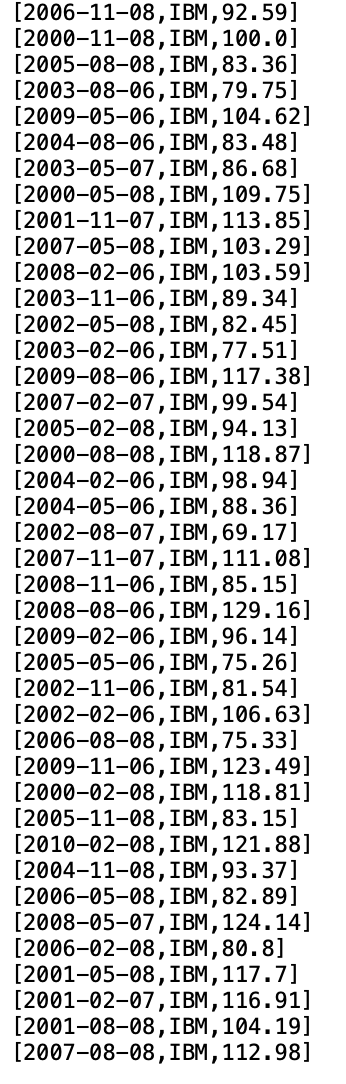 [2006-11-08,IBM,92.59]
[2000-11-08,IBM,100.0]
[2005-08-08,IBM,83.36]
[2003-08-06,IBM,79.75]
[2009-05-06,IBM,104.62]
[2004-08-06,IBM,83.48]
[2003-05-07,IBM,86.68]
[2000-05-08,IBM,109.75]
[2001-11-07,IBM,113.85]
[2007-05-08,IBM,103.29]
[2008-02-06,IBM,103.59]
[2003-11-06,IBM,89.34]
[2002-05-08,IBM,82.45]
[2003-02-06,IBM,77.51]
[2009-08-06,IBM,117.38]
[2007-02-07,IBM,99.54]
[2005-02-08,IBM,94.13]
[2000-08-08,IBM,118.87]
[2004-02-06,IBM,98.94]
[2004-05-06,IBM,88.36]
[2002-08-07,IBM,69.17]
[2007-11-07,IBM,111.08]
[2008-11-06,IBM,85.15]
[2008-08-06,IBM,129.16]
[2009-02-06,IBM,96.14]
[2005-05-06,IBM,75.26]
[2002-11-06,IBM,81.54]
[2002-02-06,IBM,106.63]
[2006-08-08,IBM,75.33]
[2009-11-06,IBM,123.49]
[2000-02-08,IBM,118.81]
[2005-11-08,IBM,83.15]
[2010-02-08,IBM,121.88]
[2004-11-08,IBM,93.37]
[2006-05-08,IBM,82.89]
[2008-05-07,IBM,124.14]
[2006-02-08,IBM,80.8]
[2001-05-08,IBM,117.7]
[2001-02-07,IBM,116.91]
[2001-08-08,IBM,104.19]
[2007-08-08,IBM,112.98]